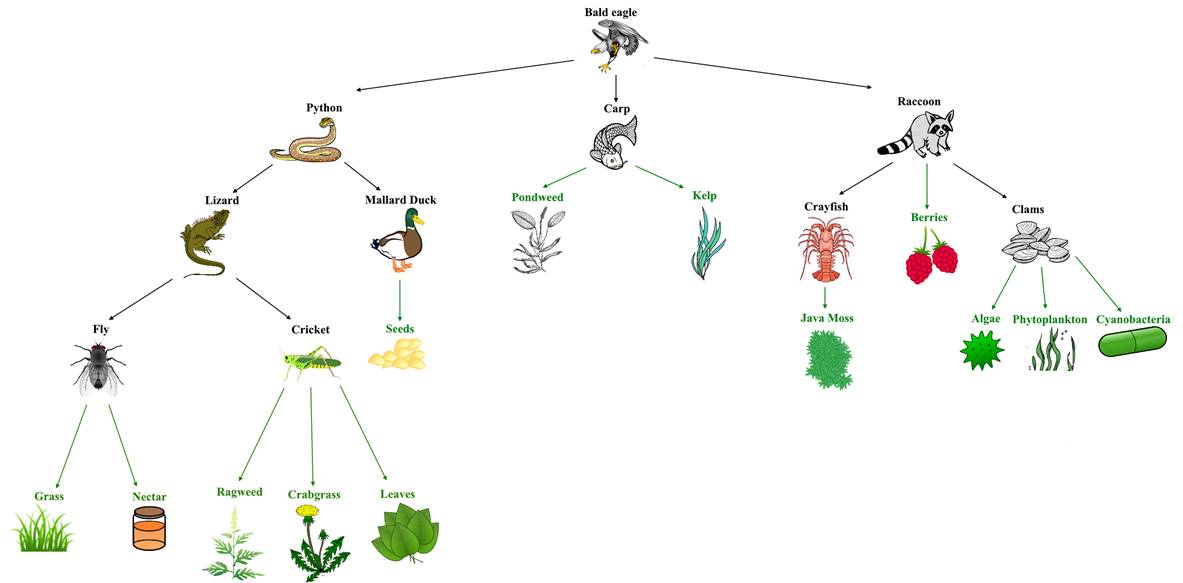 Bald eagle
Python
Carp
Raccoon
Lizard
Mallard Duck
Pondweed
Kelp
Crayfish
Berries
Clams
Fly
Cricket
Seeds
Java Moss
Algae
Phytoplankton
Cyanobacteria
Grass
Nectar
Ragweed
Crabgrass
Leaves